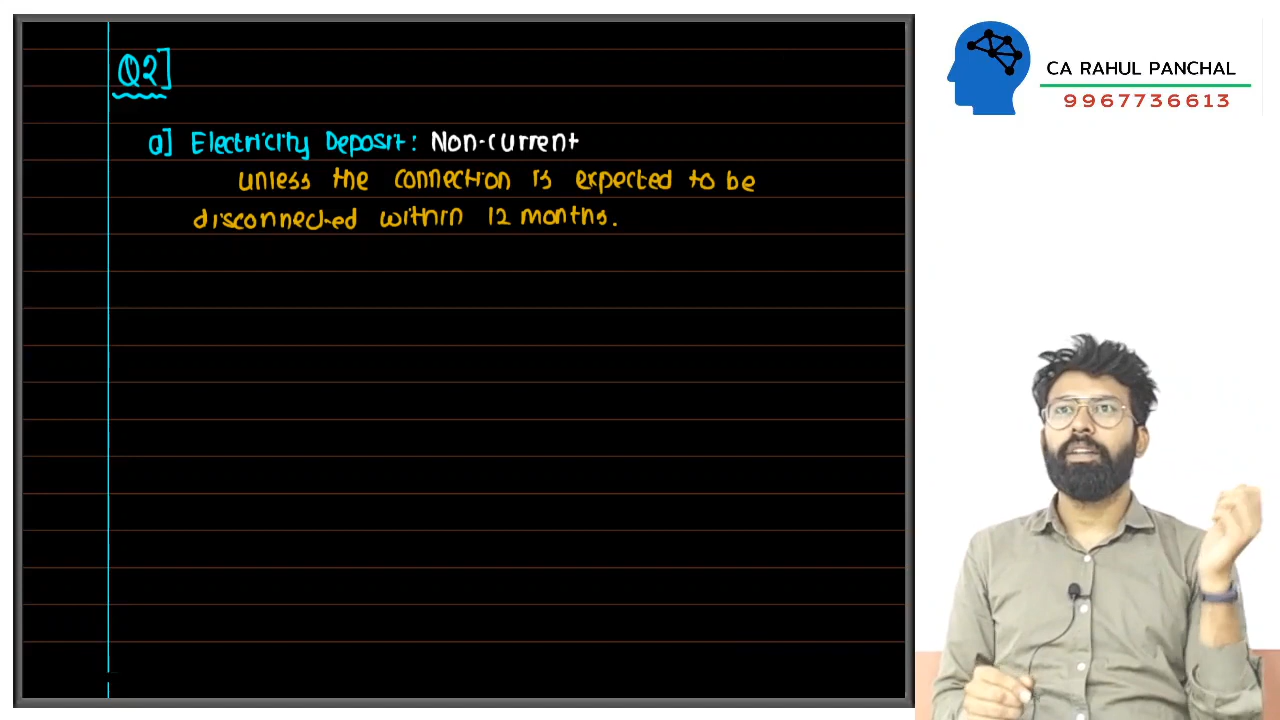 Q2]
a] Electricity Deposit: Non-current
unless the connection is expected to be
disconnected within 12 months.
CA RAHUL PANCHAL
9967736613